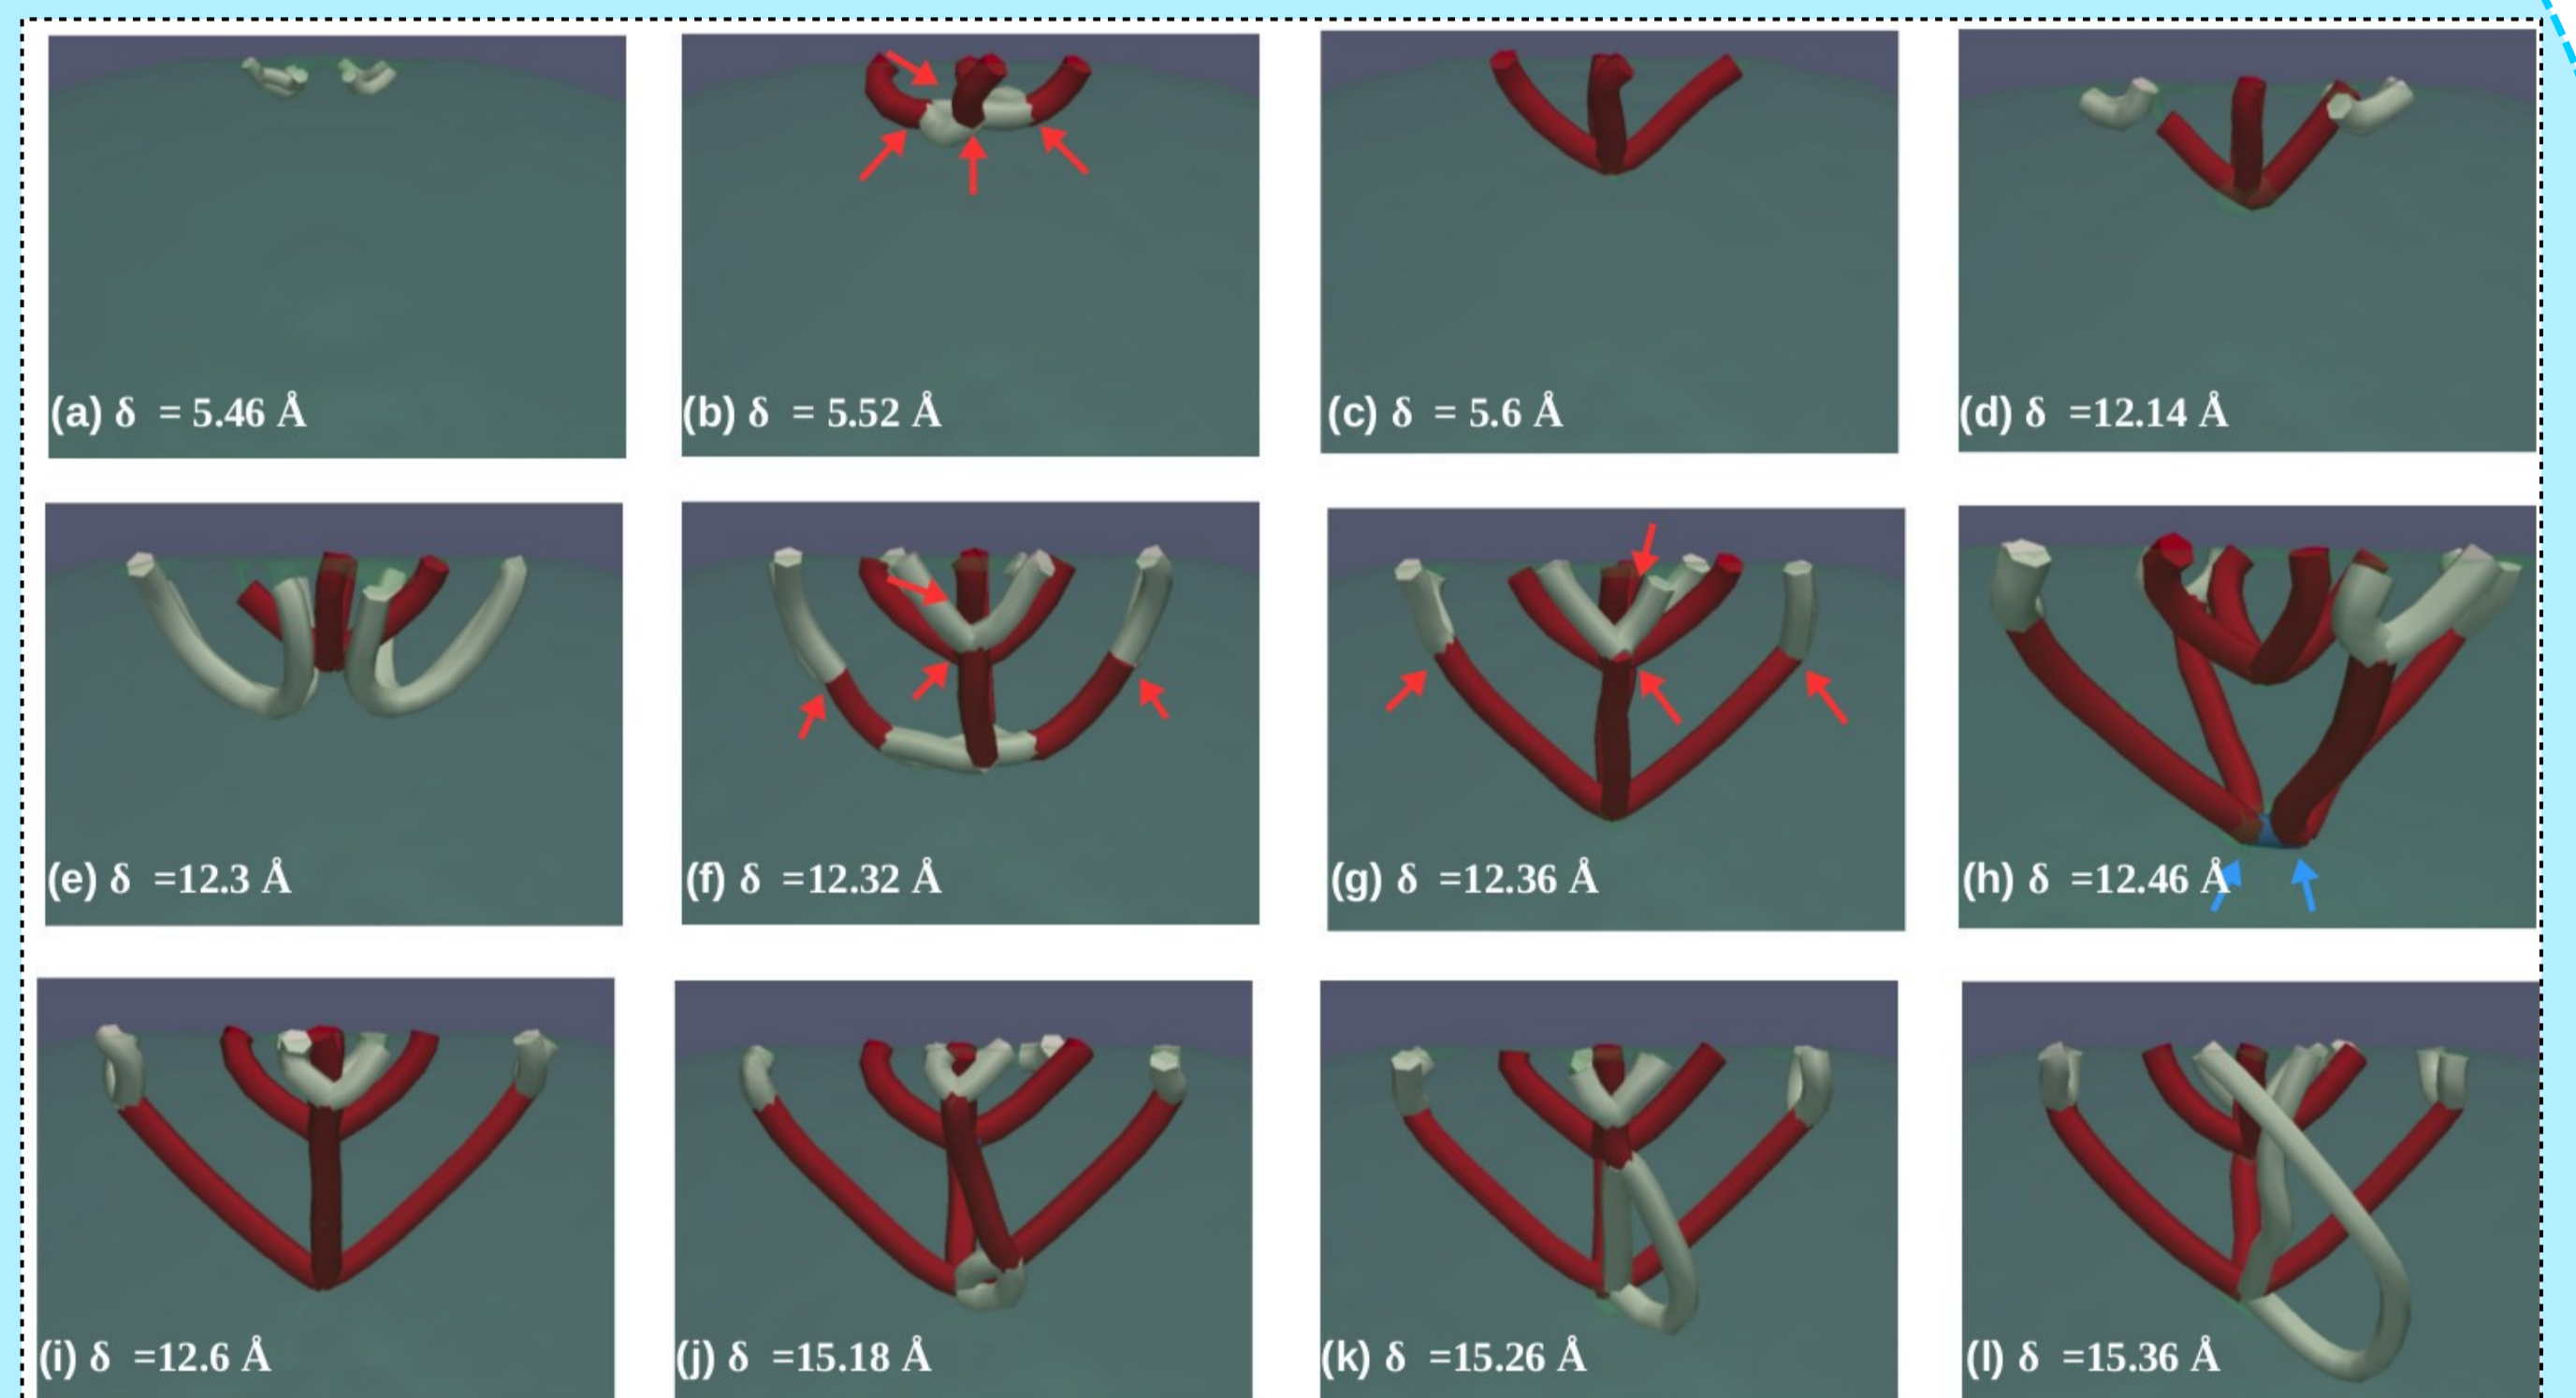 (a) δ = 5.46 Å
(b) δ = 5.52 Å
(c) δ = 5.6 Å
(d) δ =12.14 Å
(e) δ =12.3 Å
(f) δ =12.32 Å
(g) δ =12.36 Å
(h) δ =12.46 Å
(i) δ =12.6 Å
(j) δ =15.18 Å
(k) δ =15.26 Å
(l) δ =15.36 Å